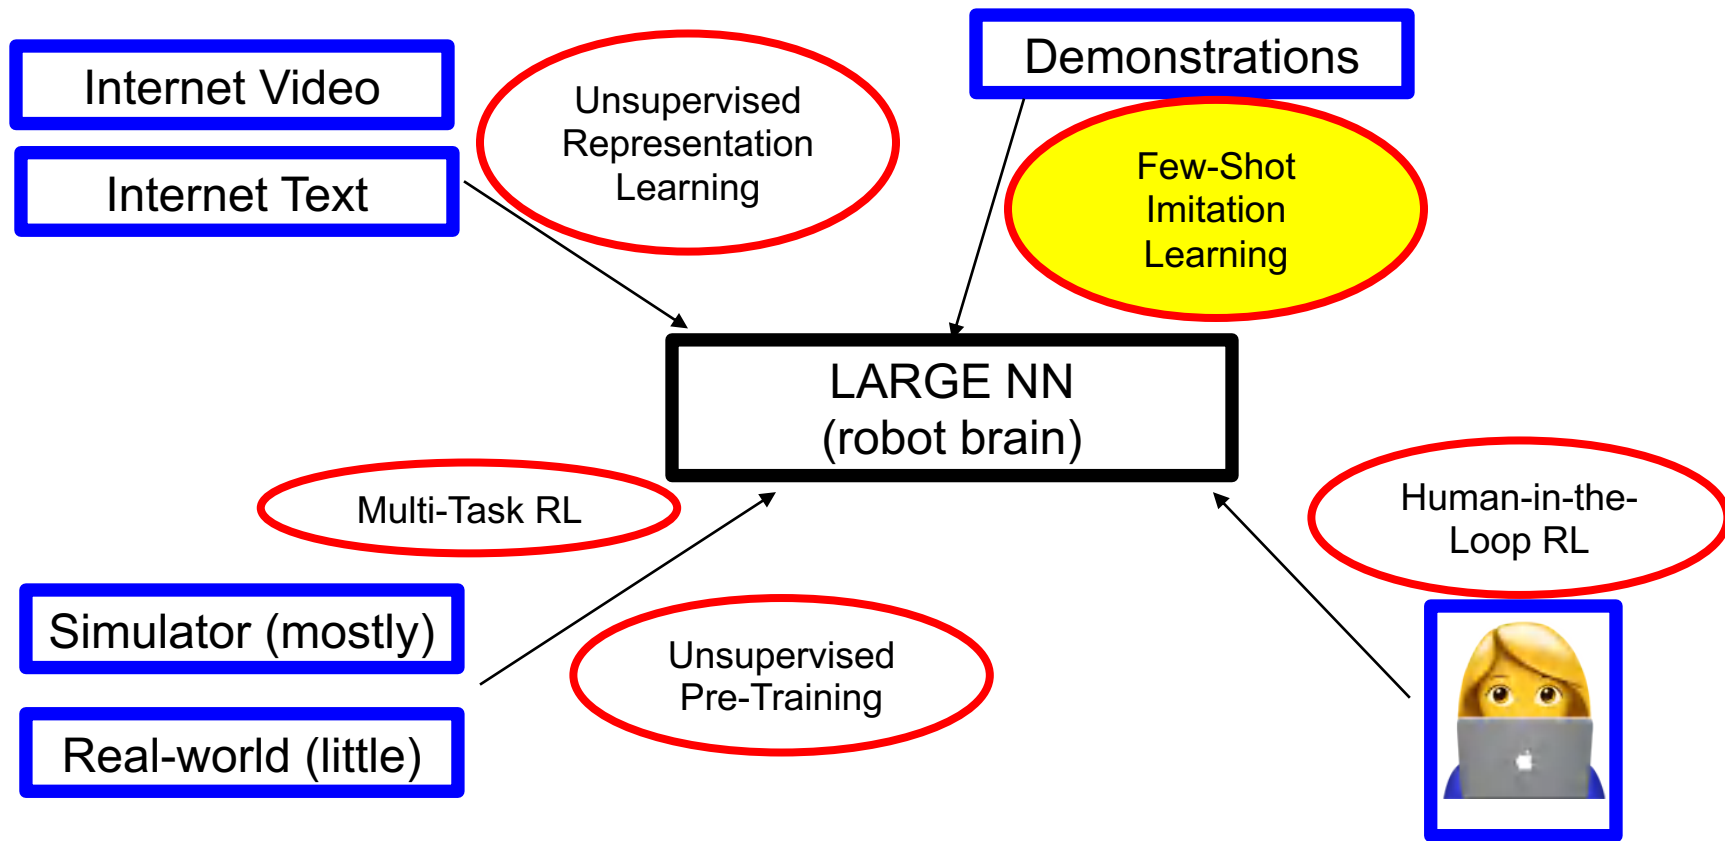 Internet Video
Internet Text
Unsupervised
Representation
Learning
Demonstrations
Few-Shot
Imitation
Learning
LARGE NN
(robot brain)
Multi-Task RL
Human-in-the-
Loop RL
Simulator (mostly)
Real-world (little)
Unsupervised
Pre-Training